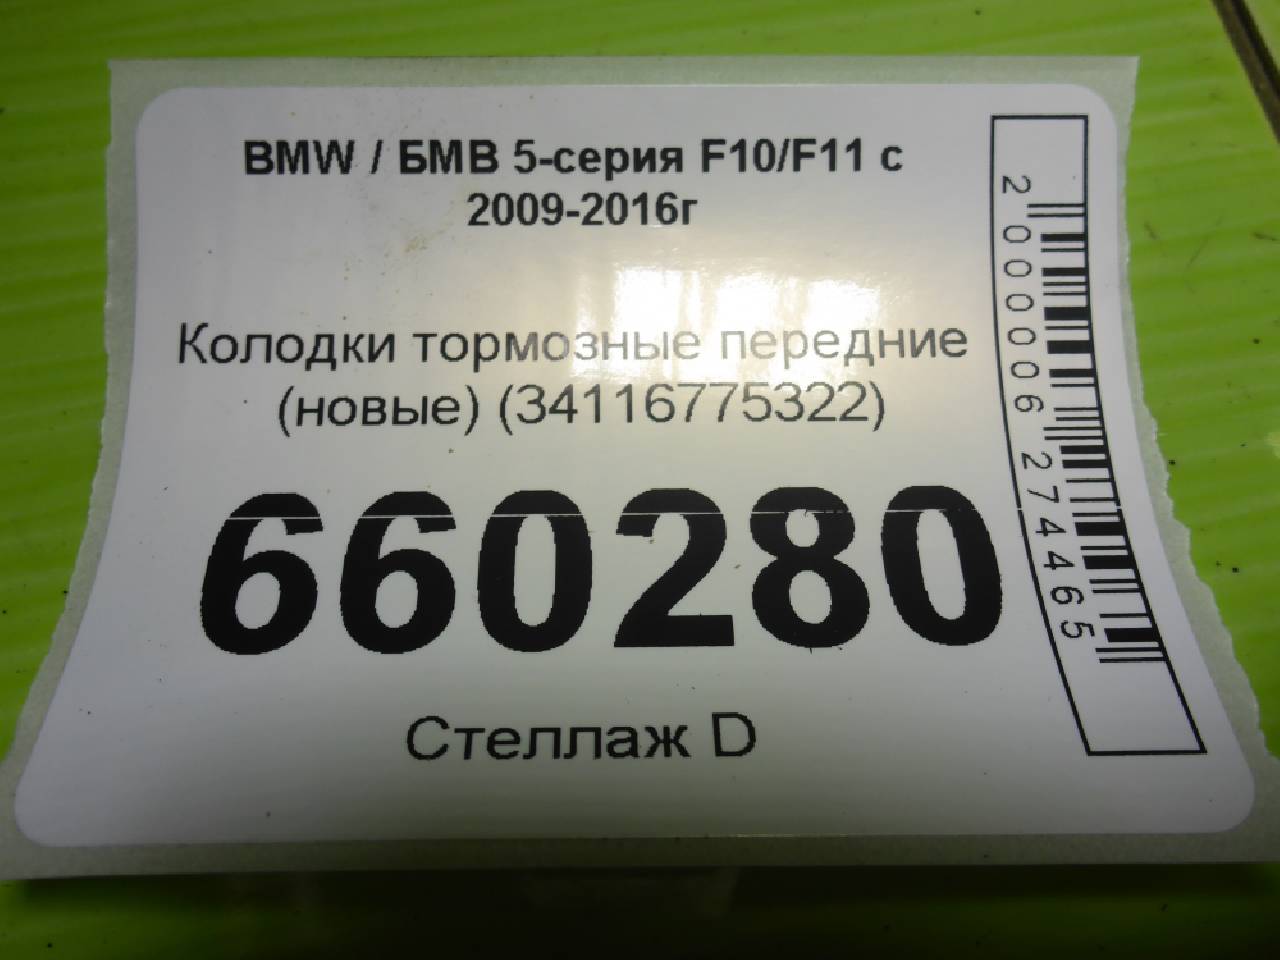 BMW / БМВ 5-серия F10/F11 с
2009-2016г
Колодки тормозные передние
(новые) (34116775322)
660280
Стеллаж D
2000006274465